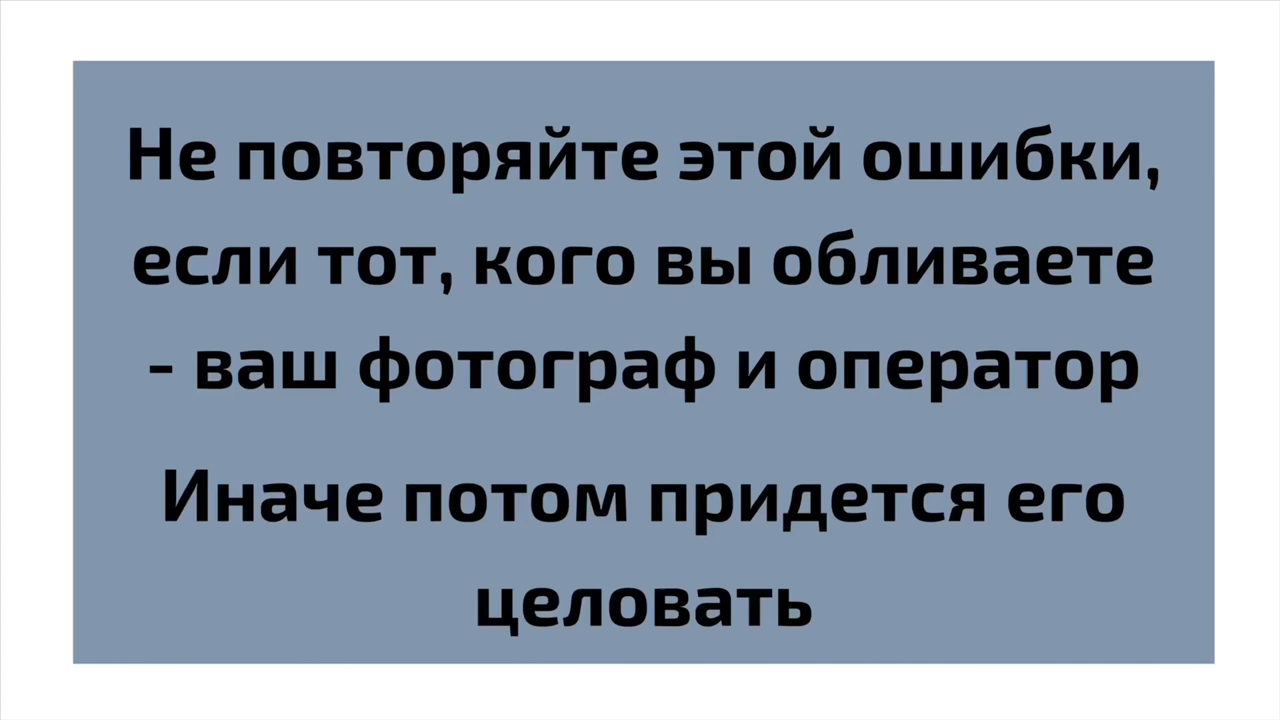 Не повторяйте этой ошибки,
если тот, кого вы обливаете
- ваш фотограф и оператор
Иначе потом придется его
целовать